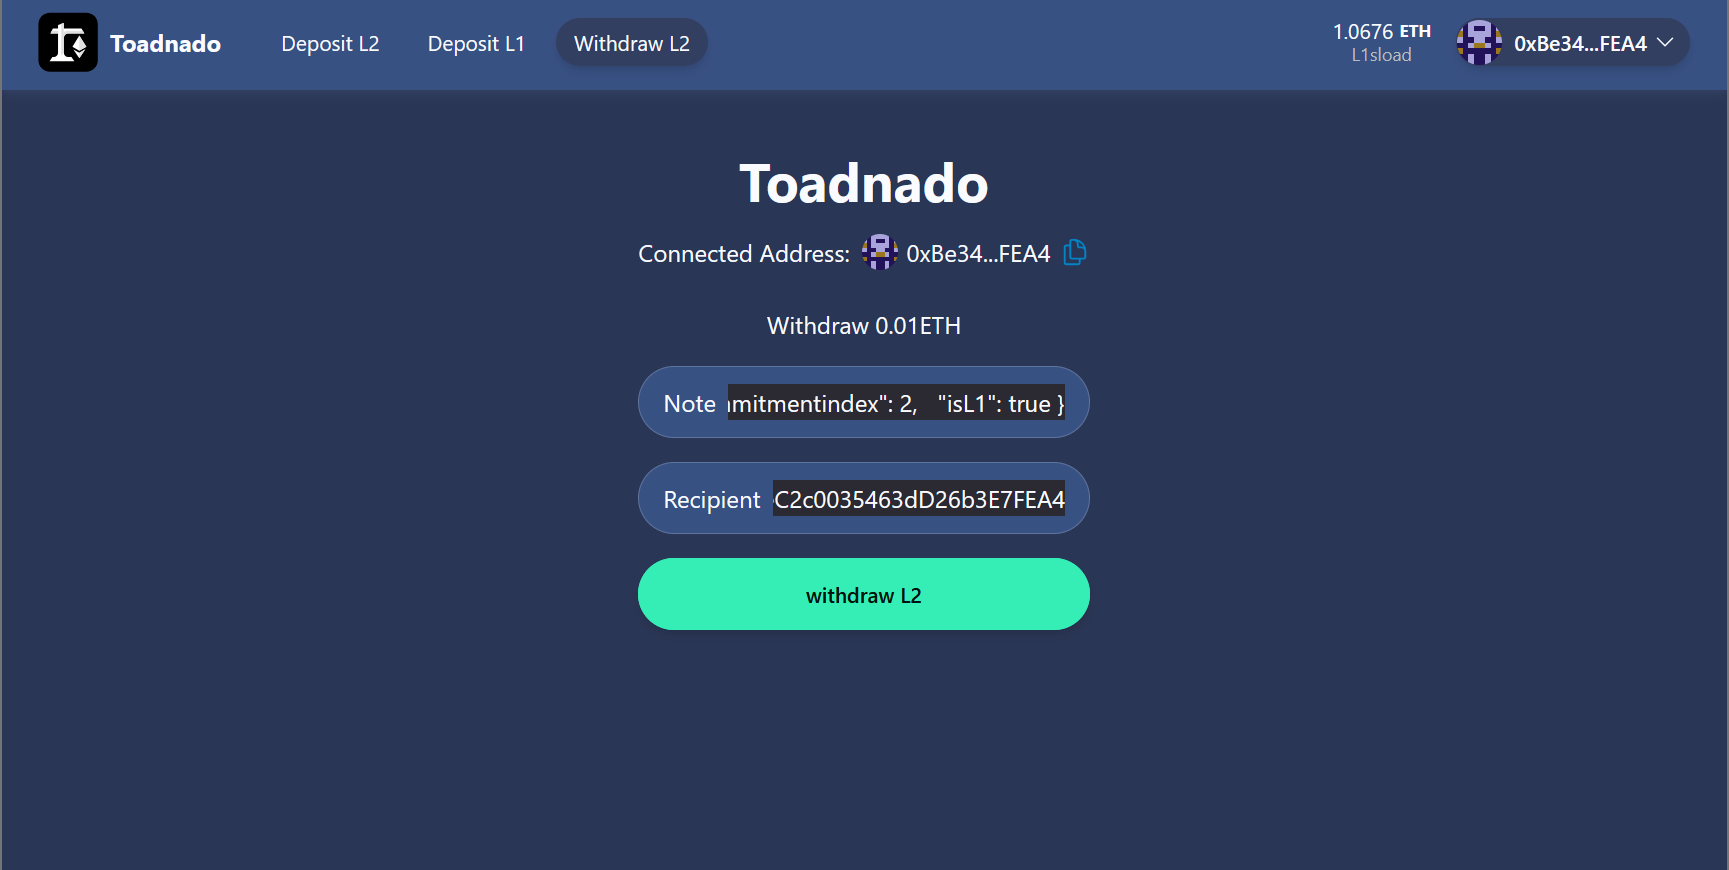 Toadnado
Deposit L2
Deposit L1
Withdraw L2
1.0676 ETH
L1sload
0xBe34...FEA4
Toadnado
Connected Address: 0xBe34...FEA4
Withdraw 0.01ETH
Note mitmentindex": 2, "isL1": true }
Recipient C2c0035463dD26b3E7FEA4
withdraw L2